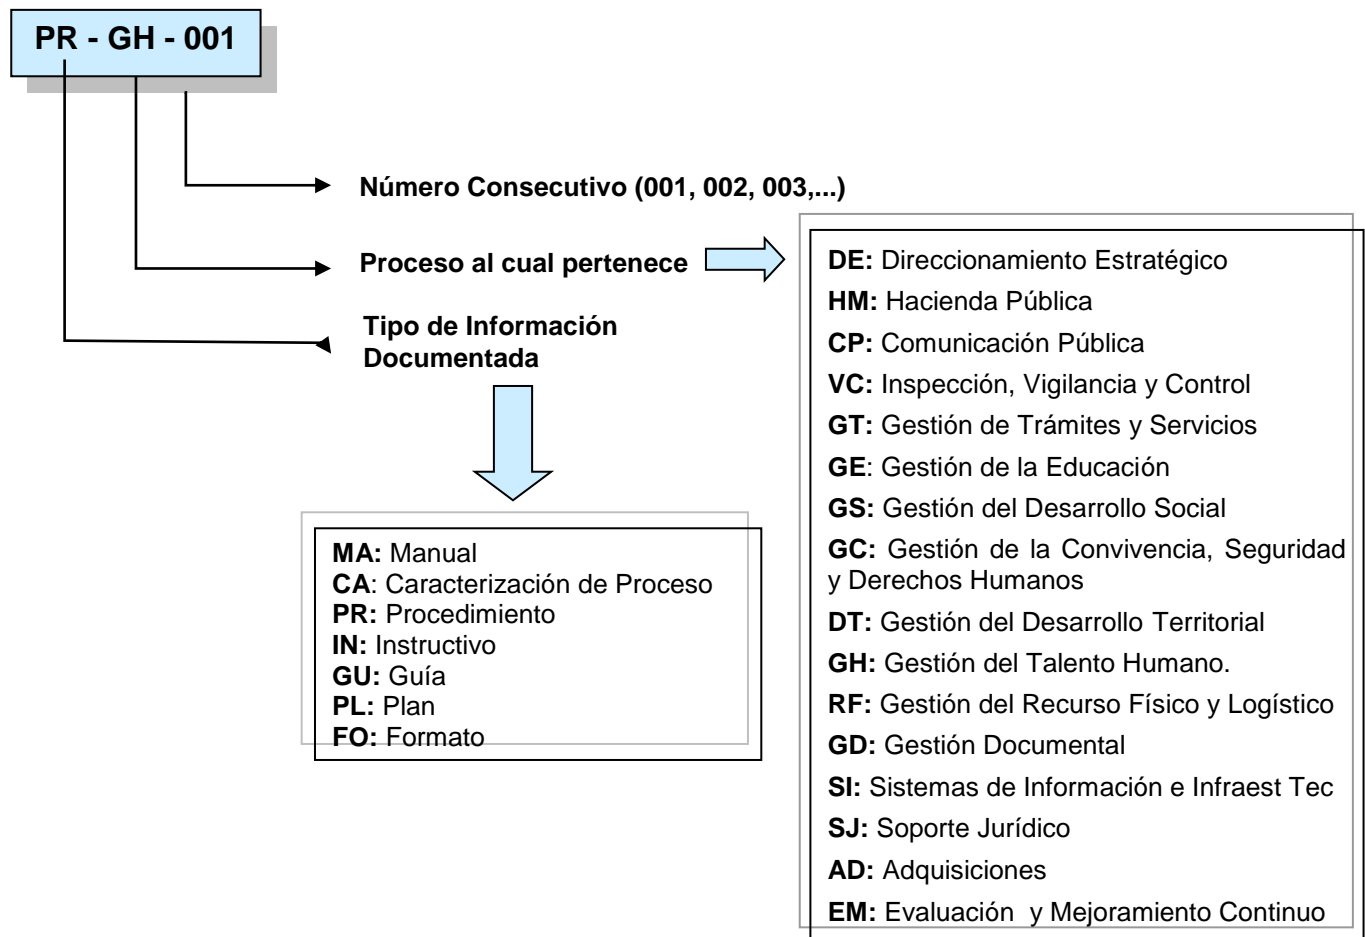 PR - GH - 001
Número Consecutivo (001, 002, 003,...)
Proceso al cual pertenece
Tipo de Información
Documentada
MA: Manual
CA: Caracterización de Proceso
PR: Procedimiento
IN: Instructivo
GU: Guía
PL: Plan
FO: Formato
DE: Direccionamiento Estratégico
HM: Hacienda Pública
CP: Comunicación Pública
VC: Inspección, Vigilancia y Control
GT: Gestión de Trámites y Servicios
GE: Gestión de la Educación
GS: Gestión del Desarrollo Social
GC: Gestión de la Convivencia, Seguridad
y Derechos Humanos
DT: Gestión del Desarrollo Territorial
GH: Gestión del Talento Humano.
RF: Gestión del Recurso Físico y Logístico
GD: Gestión Documental
SI: Sistemas de Información e Infraest Tec
SJ: Soporte Jurídico
AD: Adquisiciones
EM: Evaluación y Mejoramiento Continuo